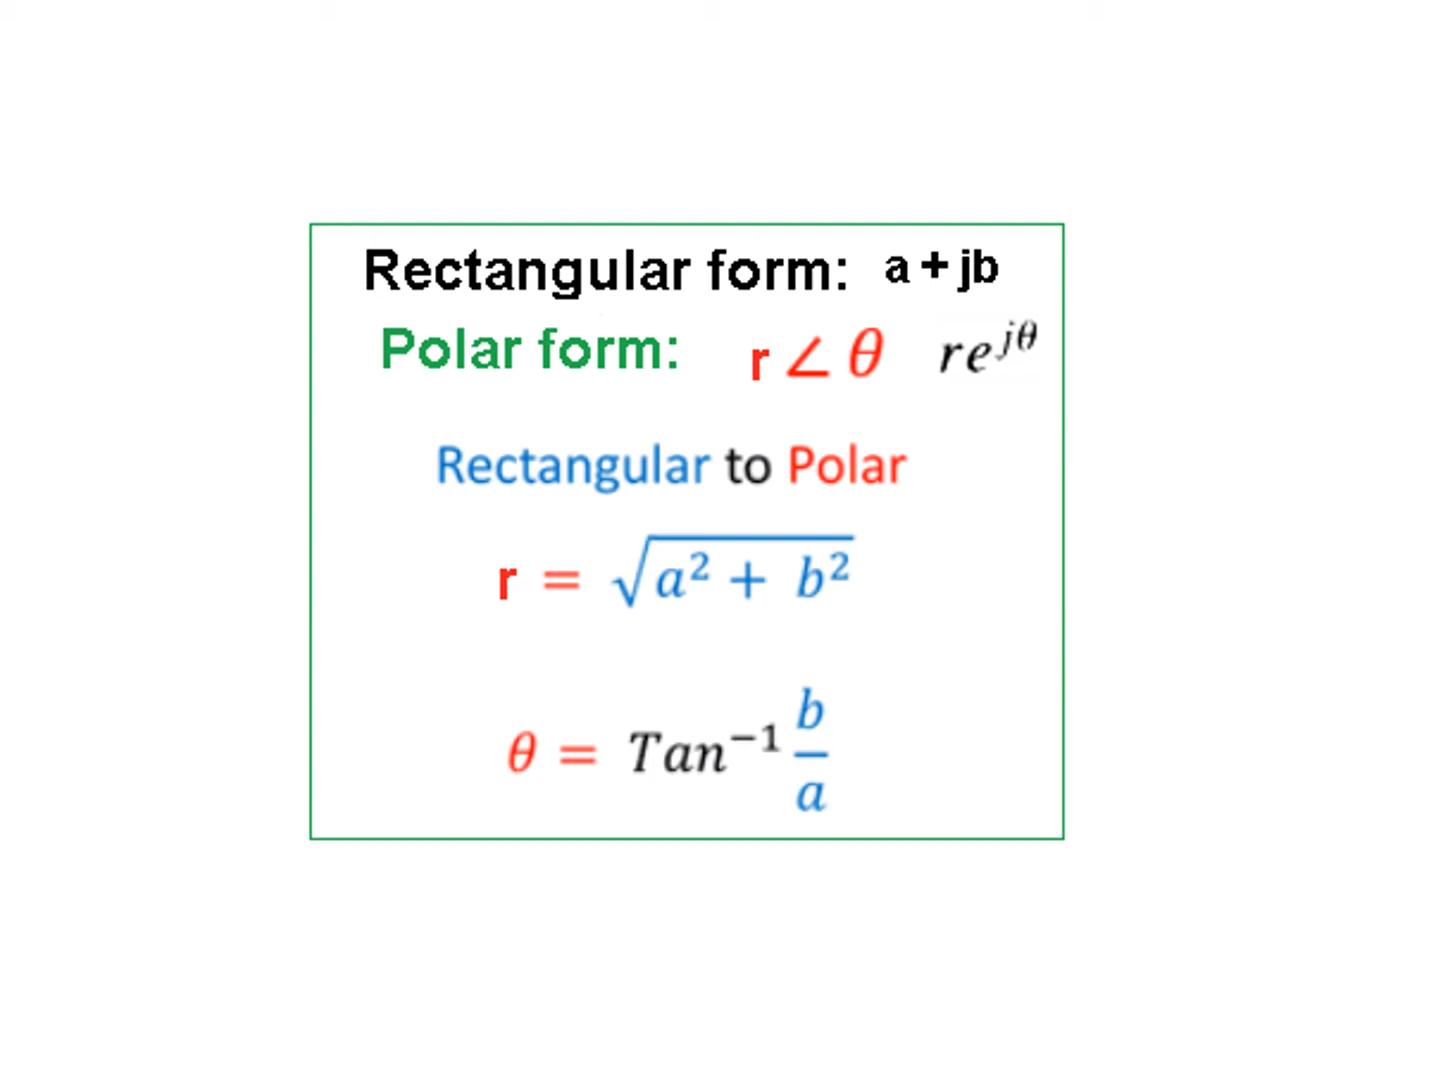 Rectangular form: a + jb
Polar form: r ∠ θ re^{jθ}
Rectangular to Polar
r = √(a² + b²)
θ = Tan⁻¹ b/a